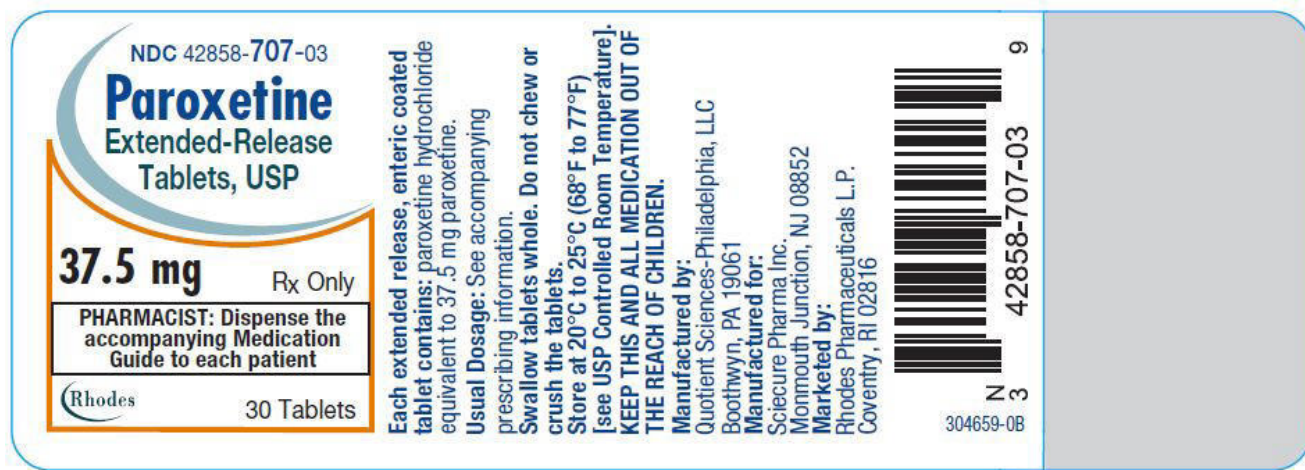 NDC 42858-707-03
Paroxetine
Extended-Release
Tablets, USP
37.5 mg
Rx Only
PHARMACIST: Dispense the
accompanying Medication
Guide to each patient
Rhodes
30 Tablets
Each extended release, enteric coated
tablet contains: paroxetine hydrochloride
equivalent to 37.5 mg paroxetine.
Usual Dosage: See accompanying
prescribing information.
Swallow tablets whole. Do not chew or
crush the tablets.
Store at 20°C to 25°C (68°F to 77°F)
[see USP Controlled Room Temperature].
KEEP THIS AND ALL MEDICATION OUT OF
THE REACH OF CHILDREN.
Manufactured by:
Quotient Sciences-Philadelphia, LLC
Boothwyn, PA 19061
Manufactured for:
Sciecure Pharma Inc.
Monmouth Junction, NJ 08852
Marketed by:
Rhodes Pharmaceuticals L.P.
Coventry, RI 02816
N
3
42858-707-03
9
304659-0B